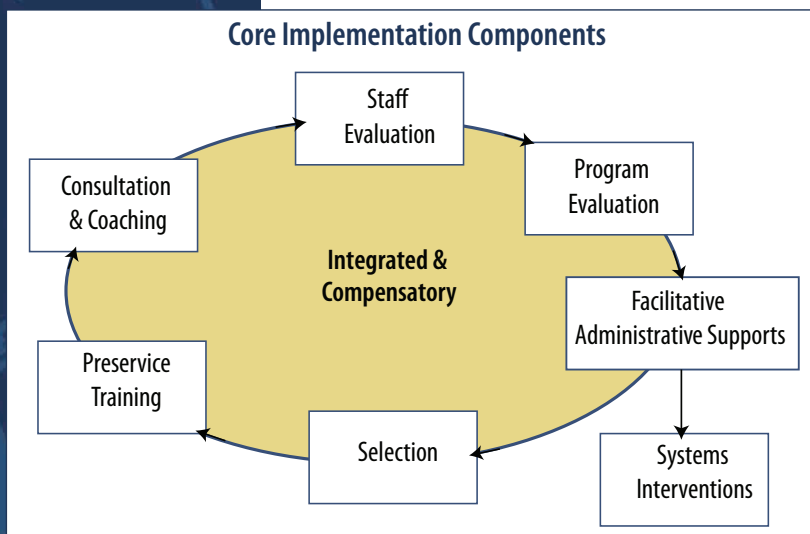 Core Implementation Components
Staff
Evaluation
Program
Evaluation
Facilitative
Administrative Supports
Systems
Interventions
Selection
Preservice
Training
Consultation
& Coaching
Integrated &
Compensatory